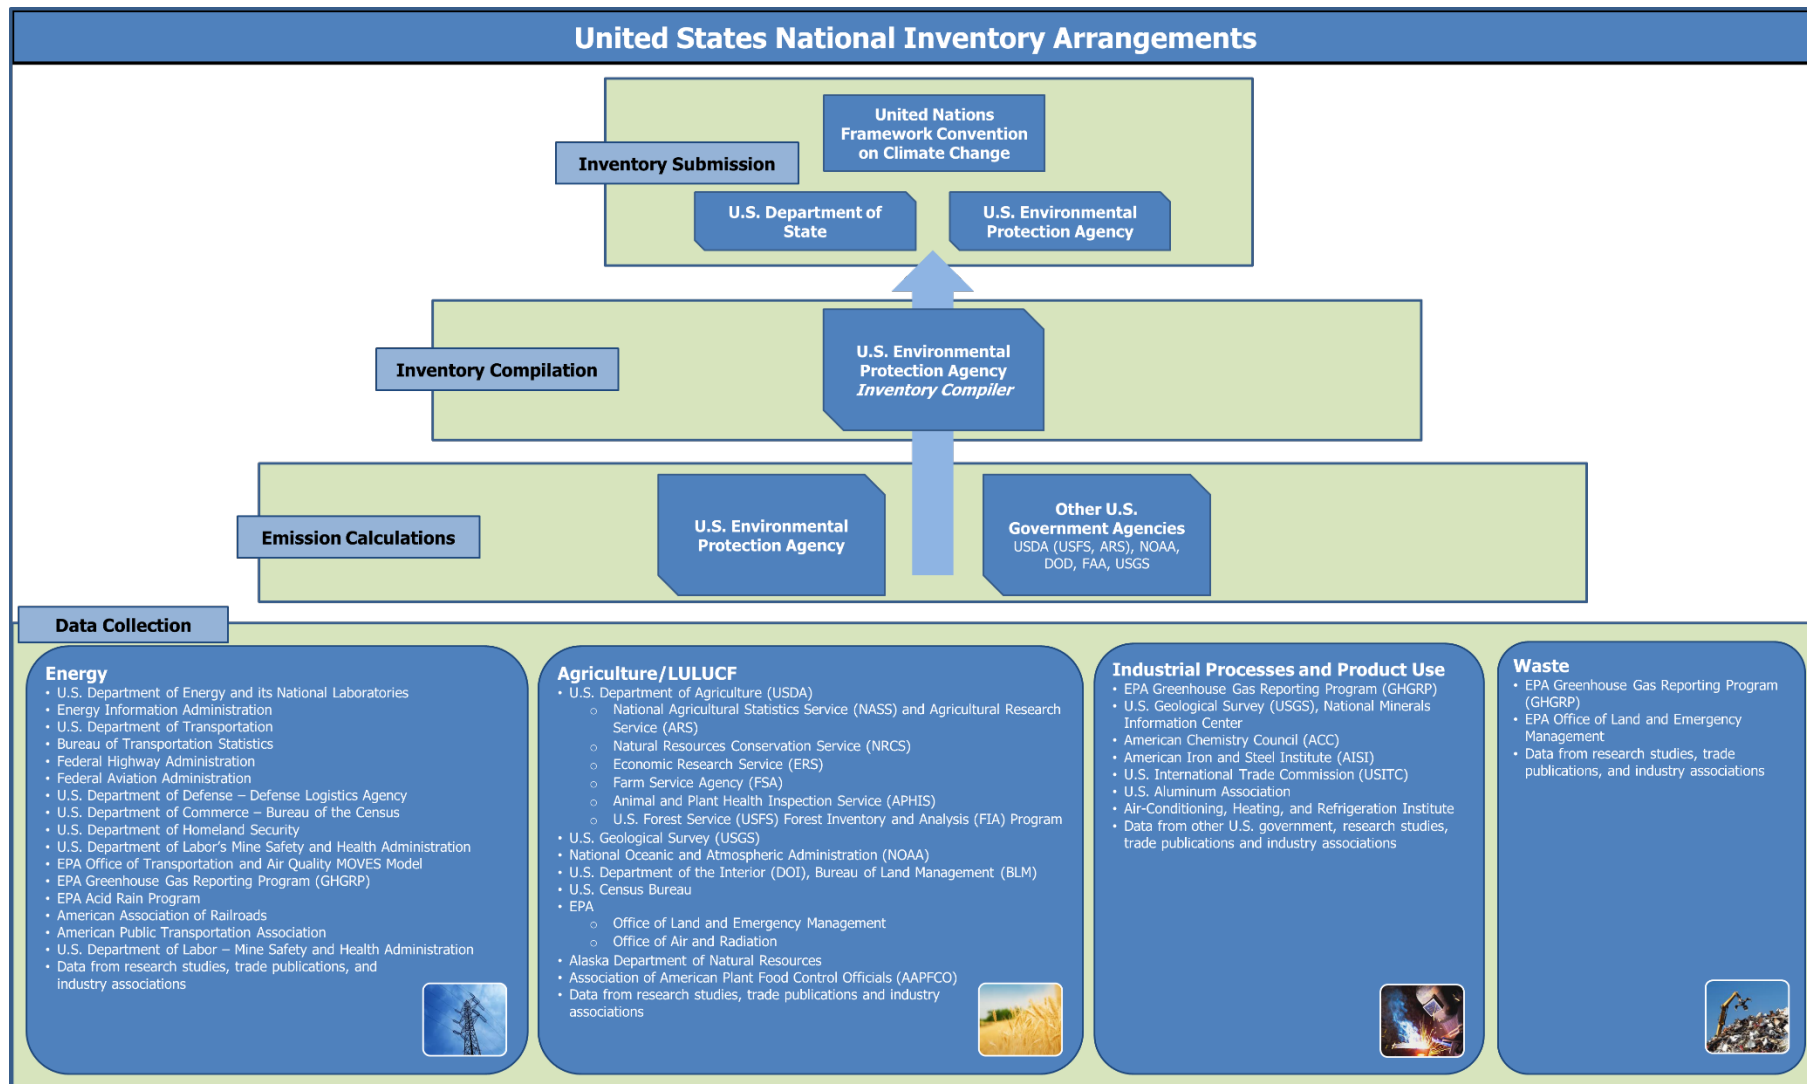 United States National Inventory Arrangements
United Nations
Framework Convention
on Climate Change
Inventory Submission
U.S. Department of
State
U.S. Environmental
Protection Agency
Inventory Compilation
U.S. Environmental
Protection Agency
Inventory Compiler
Emission Calculations
U.S. Environmental
Protection Agency
Other U.S.
Government Agencies
USDA (USFS, ARS), NOAA,
DOD, FAA, USGS
Data Collection
Energy
• U.S. Department of Energy and its National Laboratories
• Energy Information Administration
• U.S. Department of Transportation
• Bureau of Transportation Statistics
• Federal Highway Administration
• Federal Aviation Administration
• U.S. Department of Defense – Defense Logistics Agency
• U.S. Department of Commerce – Bureau of the Census
• U.S. Department of Homeland Security
• U.S. Department of Labor's Mine Safety and Health Administration
• EPA Office of Transportation and Air Quality MOVES Model
• EPA Greenhouse Gas Reporting Program (GHGRP)
• EPA Acid Rain Program
• American Association of Railroads
• American Public Transportation Association
• U.S. Department of Labor – Mine Safety and Health Administration
• Data from research studies, trade publications, and
industry associations
Agriculture/LULUCF
• U.S. Department of Agriculture (USDA)
o National Agricultural Statistics Service (NASS) and Agricultural Research
Service (ARS)
o Natural Resources Conservation Service (NRCS)
o Economic Research Service (ERS)
o Farm Service Agency (FSA)
o Animal and Plant Health Inspection Service (APHIS)
o U.S. Forest Service (USFS) Forest Inventory and Analysis (FIA) Program
• U.S. Geological Survey (USGS)
• National Oceanic and Atmospheric Administration (NOAA)
• U.S. Department of the Interior (DOI), Bureau of Land Management (BLM)
• U.S. Census Bureau
• EPA
o Office of Land and Emergency Management
o Office of Air and Radiation
• Alaska Department of Natural Resources
• Association of American Plant Food Control Officials (AAPFCO)
• Data from research studies, trade publications and industry
associations
Industrial Processes and Product Use
• EPA Greenhouse Gas Reporting Program (GHGRP)
• U.S. Geological Survey (USGS), National Minerals
Information Center
• American Chemistry Council (ACC)
• American Iron and Steel Institute (AISI)
• U.S. International Trade Commission (USITC)
• U.S. Aluminum Association
• Air-Conditioning, Heating, and Refrigeration Institute
• Data from other U.S. government, research studies,
trade publications and industry associations
Waste
• EPA Greenhouse Gas Reporting Program
(GHGRP)
• EPA Office of Land and Emergency
Management
• Data from research studies, trade
publications, and industry associations